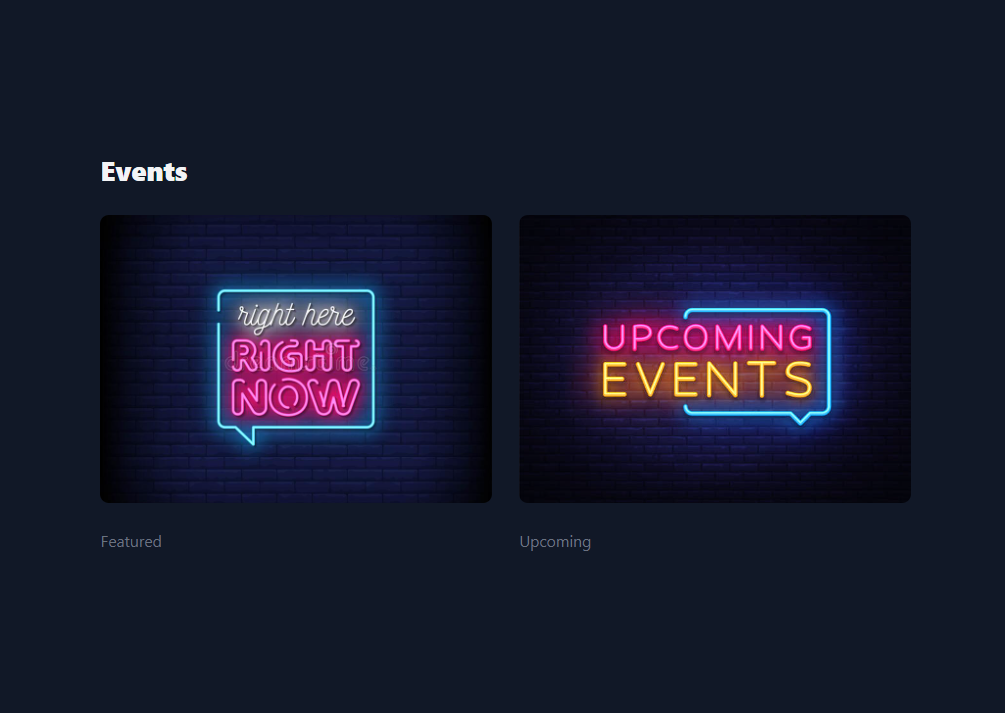 Events
right here
RIGHT
NOW
UPCOMING
EVENTS
Featured
Upcoming